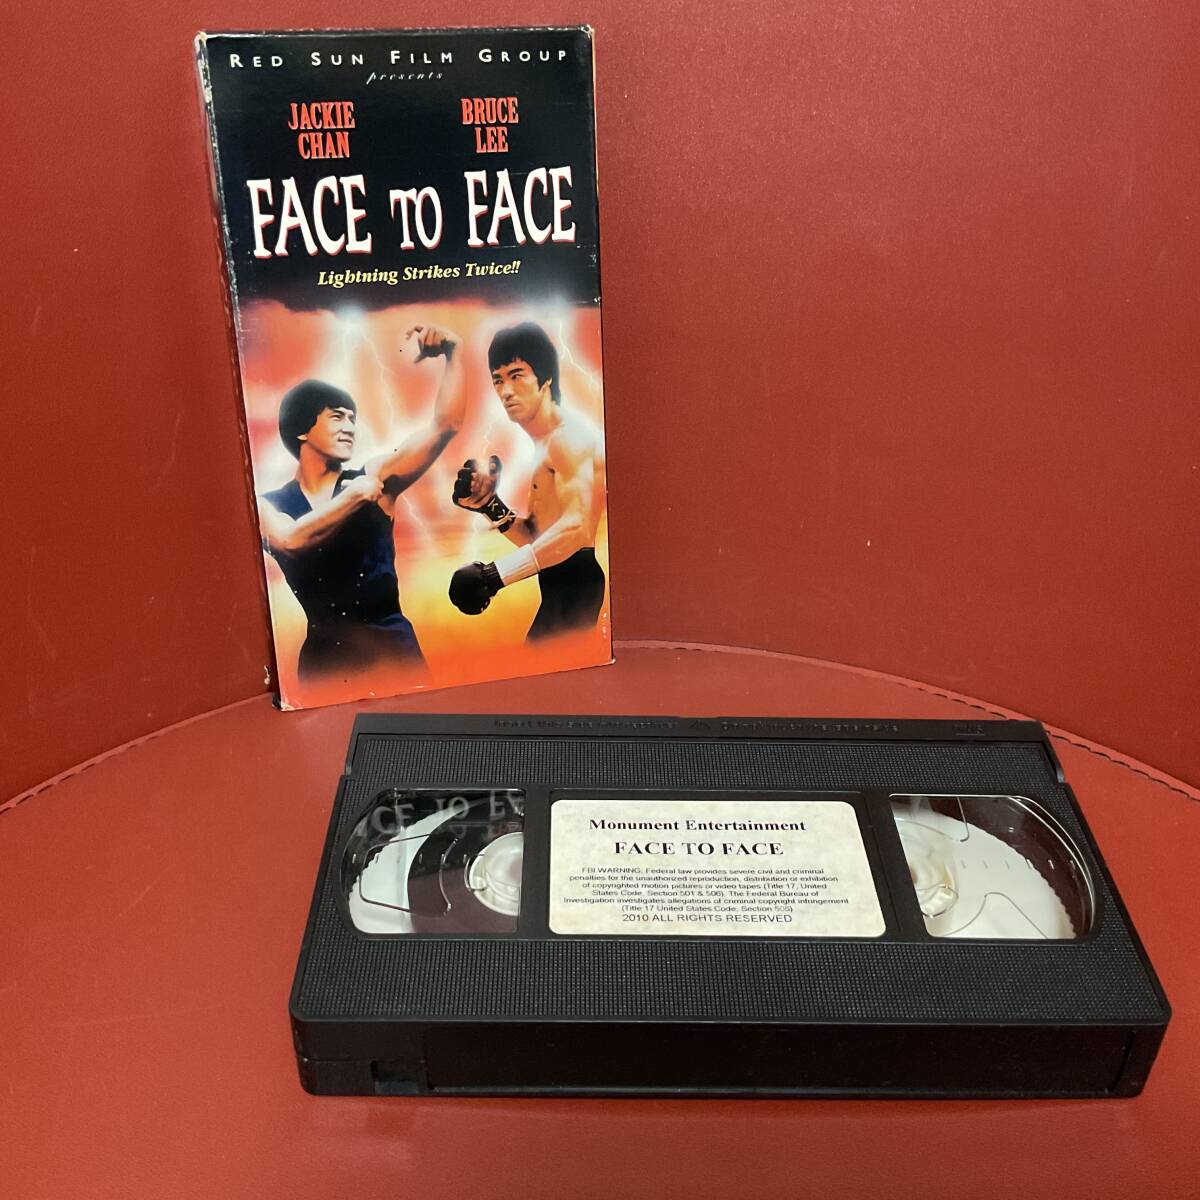 RED SUN FILM GROUP
presents
JACKIE CHAN
BRUCE LEE
FACE TO FACE
Lightning Strikes Twice!!
Monument Entertainment
FACE TO FACE
FBI WARNING: Federal law provides severe civil and criminal
penalties for the unauthorized reproduction, distribution or exhibition
of copyrighted motion pictures or video tapes (Title 17, United
States Code, Section 501 & 506). The Federal Bureau of
Investigation investigates allegations of criminal copyright infringement
(Title 17 United States Code, Section 505)
2010 ALL RIGHTS RESERVED